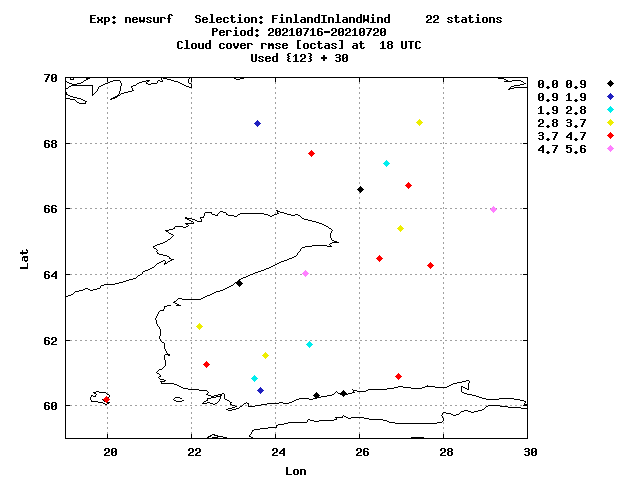 Exp: newsurf Selection: FinlandInlandWind 22 stations
Period: 20210716-20210720
Cloud cover rmse [octas] at 18 UTC
Used {12} + 30
70
68
66
64
62
60
Lat
20 22 24 26 28 30
Lon
0.0 0.9
0.9 1.9
1.9 2.8
2.8 3.7
3.7 4.7
4.7 5.6